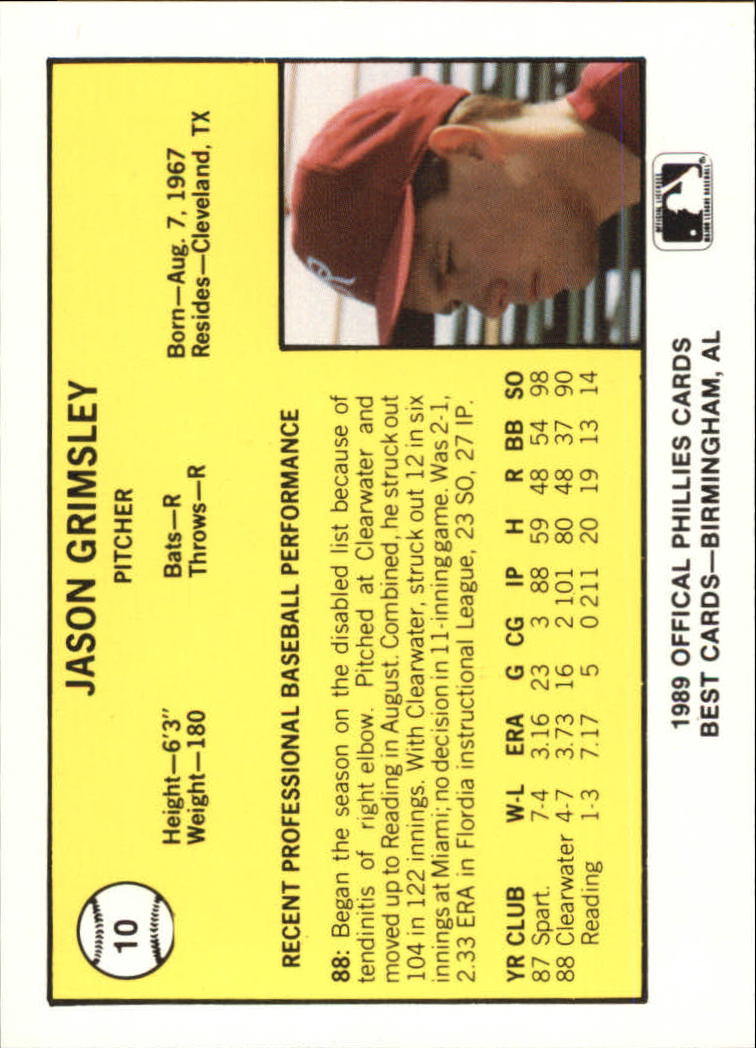 10
JASON GRIMSLEY
PITCHER
Height—6'3" Bats—R Born—Aug. 7, 1967
Weight—180 Throws—R Resides—Cleveland, TX
RECENT PROFESSIONAL BASEBALL PERFORMANCE
88: Began the season on the disabled list because of
tendinitis of right elbow. Pitched at Clearwater and
moved up to Reading in August. Combined, he struck out
104 in 122 innings. With Clearwater, struck out 12 in six
innings at Miami; no decision in 11-inning game. Was 2-1,
2.33 ERA in Flordia instructional League, 23 SO, 27 IP.
YR CLUB W-L ERA G CG IP H R BB SO
87 Spart. 7-4 3.16 23 3 88 59 48 54 98
88 Clearwater 4-7 3.73 16 2 101 80 48 37 90
Reading 1-3 7.17 5 0 211 20 19 13 14
P
OFFICIAL LICENSEE
MAJOR LEAGUE BASEBALL
1989 OFFICAL PHILLIES CARDS
BEST CARDS—BIRMINGHAM, AL